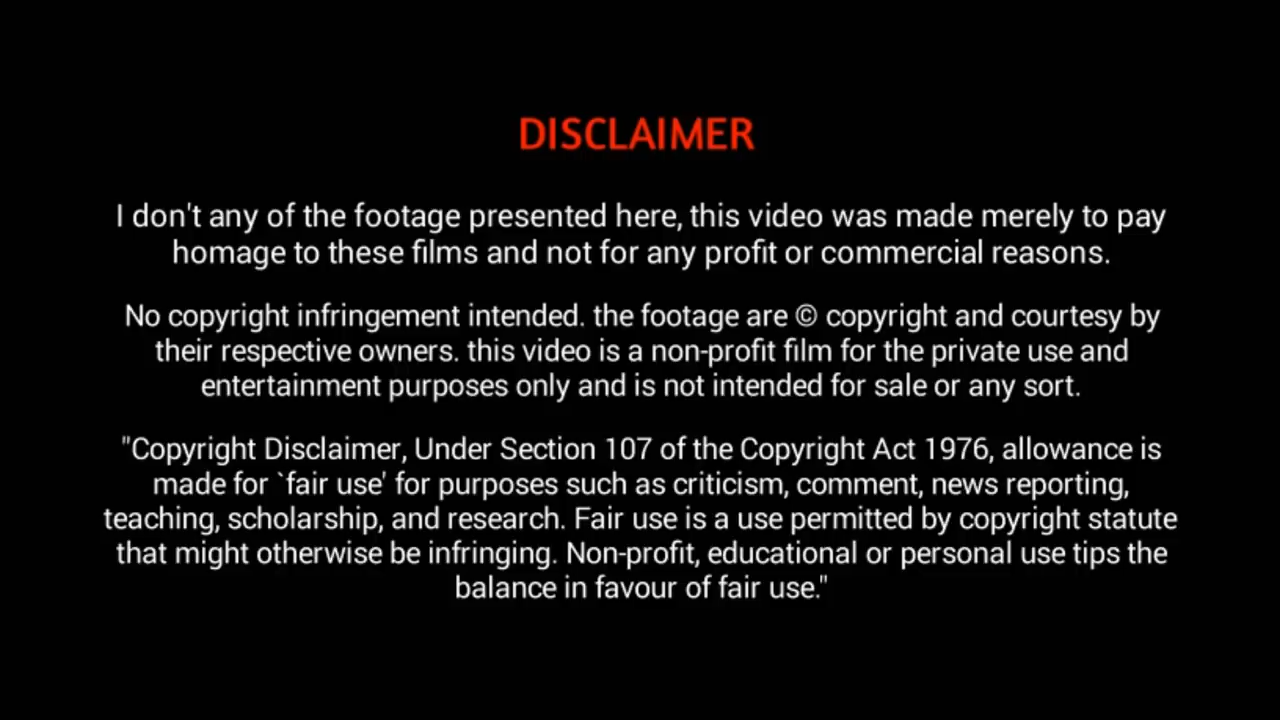 DISCLAIMER
I don't any of the footage presented here, this video was made merely to pay
homage to these films and not for any profit or commercial reasons.
No copyright infringement intended. the footage are © copyright and courtesy by
their respective owners. this video is a non-profit film for the private use and
entertainment purposes only and is not intended for sale or any sort.
"Copyright Disclaimer, Under Section 107 of the Copyright Act 1976, allowance is
made for `fair use' for purposes such as criticism, comment, news reporting,
teaching, scholarship, and research. Fair use is a use permitted by copyright statute
that might otherwise be infringing. Non-profit, educational or personal use tips the
balance in favour of fair use."